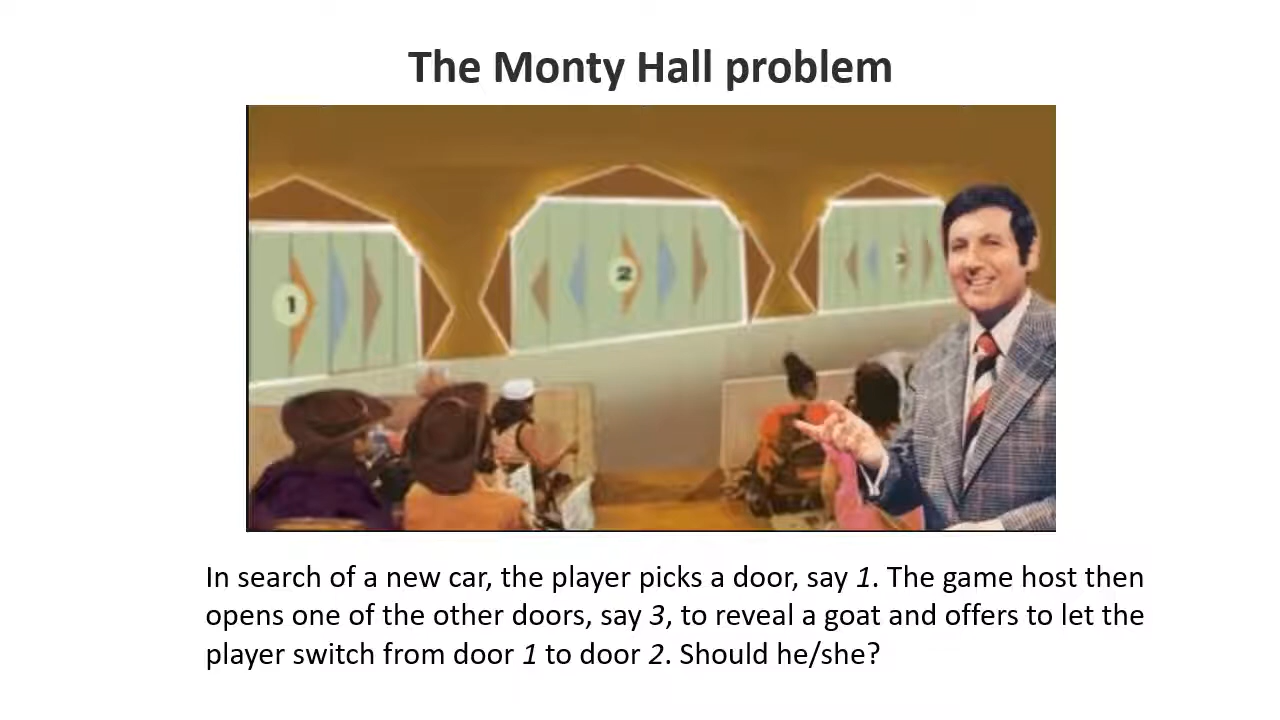 The Monty Hall problem
1
2
3
In search of a new car, the player picks a door, say 1. The game host then
opens one of the other doors, say 3, to reveal a goat and offers to let the
player switch from door 1 to door 2. Should he/she?